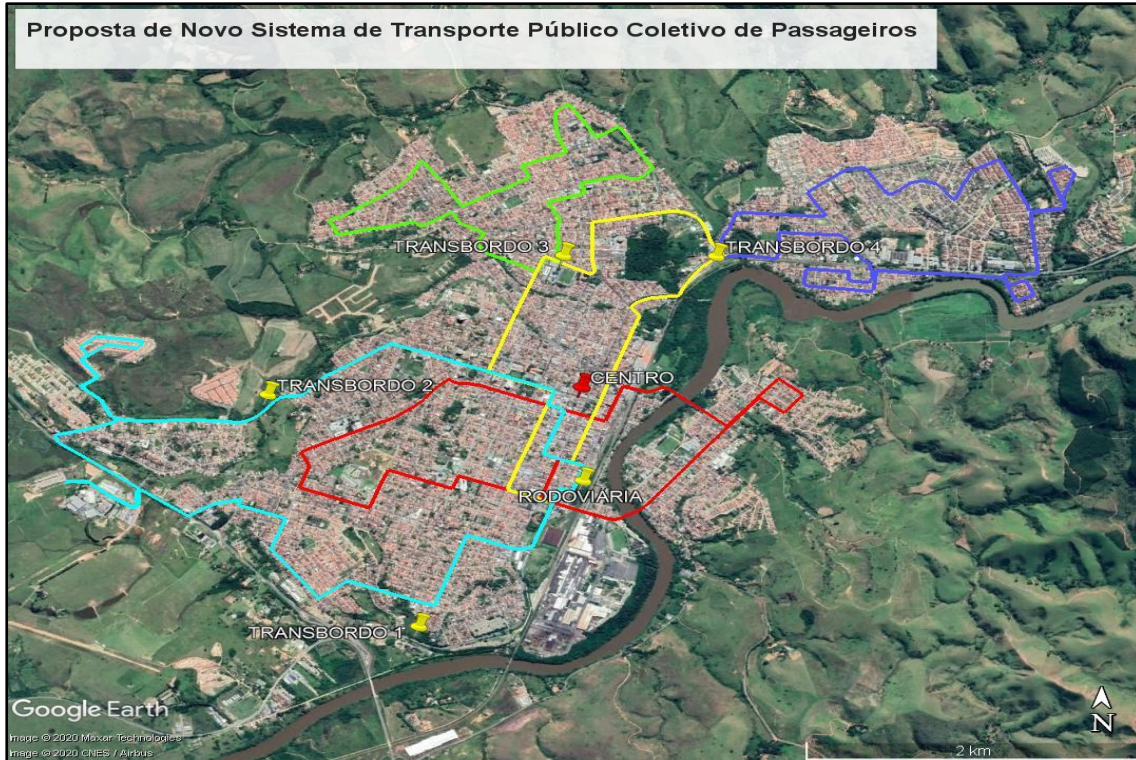 Proposta de Novo Sistema de Transporte Público Coletivo de Passageiros
TRANSBORDO 3
TRANSBORDO 4
TRANSBORDO 2
CENTRO
RODOVIÁRIA
TRANSBORDO 1
Google Earth
Image © 2020 Maxar Technologies
Image © 2020 CNES / Airbus
N
2 km